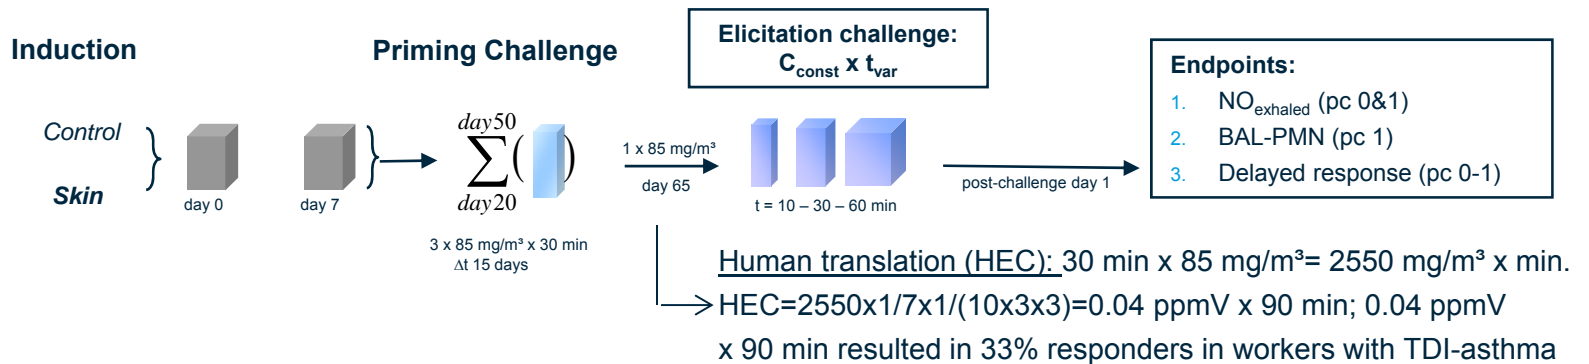 Induction
Priming Challenge
Elicitation challenge:
C_const x t_var
Endpoints:
1. NO_exhaled (pc 0&1)
2. BAL-PMN (pc 1)
3. Delayed response (pc 0-1)
Control
Skin
day 0
day 7
day50
∑( )
day20
3 x 85 mg/m³ x 30 min
Δt 15 days
1 x 85 mg/m³
day 65
t = 10 – 30 – 60 min
post-challenge day 1
Human translation (HEC): 30 min x 85 mg/m³= 2550 mg/m³ x min.
HEC=2550x1/7x1/(10x3x3)=0.04 ppmV x 90 min; 0.04 ppmV
x 90 min resulted in 33% responders in workers with TDI-asthma